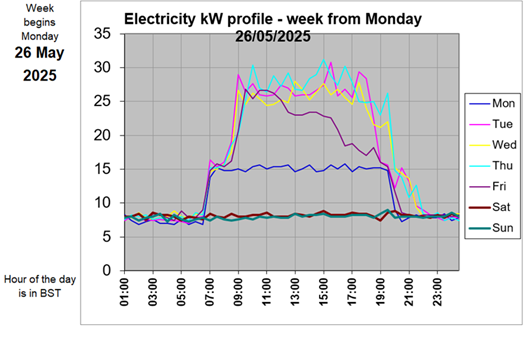 Week
begins
Monday
26 May
2025
Hour of the day
is in BST
Electricity kW profile - week from Monday
26/05/2025
35
30
25
20
15
10
5
0
01:00
03:00
05:00
07:00
09:00
11:00
13:00
15:00
17:00
19:00
21:00
23:00
Mon
Tue
Wed
Thu
Fri
Sat
Sun